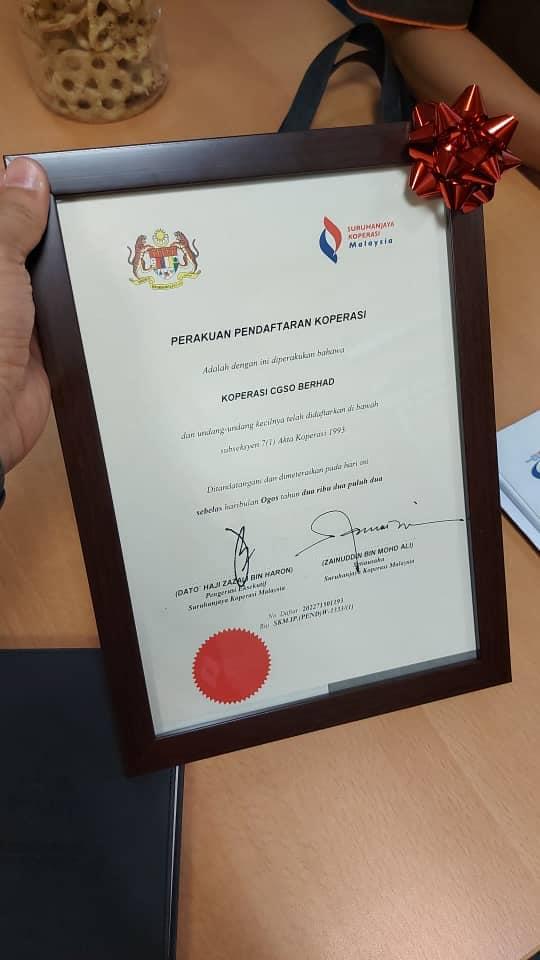 SURUHANJAYA
KOPERASI
Malaysia
PERAKUAN PENDAFTARAN KOPERASI
Adalah dengan ini diperakukan bahawa
KOPERASI CGSO BERHAD
dan undang-undang kecilnya telah didaftarkan di bawah
subseksyen 7(1) Akta Koperasi 1993.
Ditandatangani dan dimeteraikan pada hari ini
sebelas haribulan Ogos tahun dua ribu dua puluh dua
(DATO' HAJI ZAZALI BIN HARON)
Pengerusi Eksekutif
Suruhanjaya Koperasi Malaysia
(ZAINUDDIN BIN MOHD ALI)
Setiausaha
Suruhanjaya Koperasi Malaysia
No. Daftar :
Ruj :